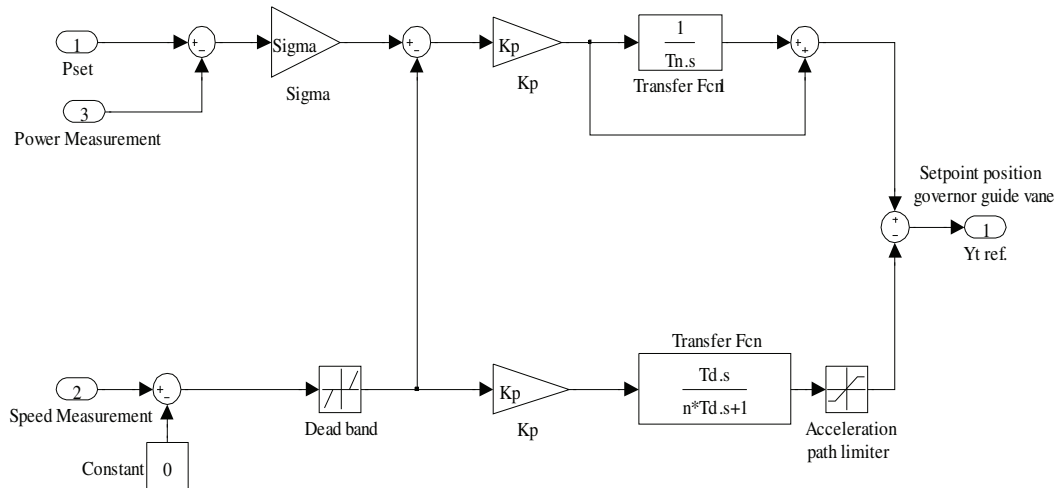 1
Pset
3
Power Measurement
+
−
Sigma
Sigma
+
−
Kp
Kp
1
Tn.s
Transfer Fcn1
+
+
Setpoint position
governor guide vane
+
−
1
Yt ref.
2
Speed Measurement
+
−
Constant
0
Dead band
Kp
Kp
Transfer Fcn
Td.s
n*Td.s+1
Acceleration
path limiter